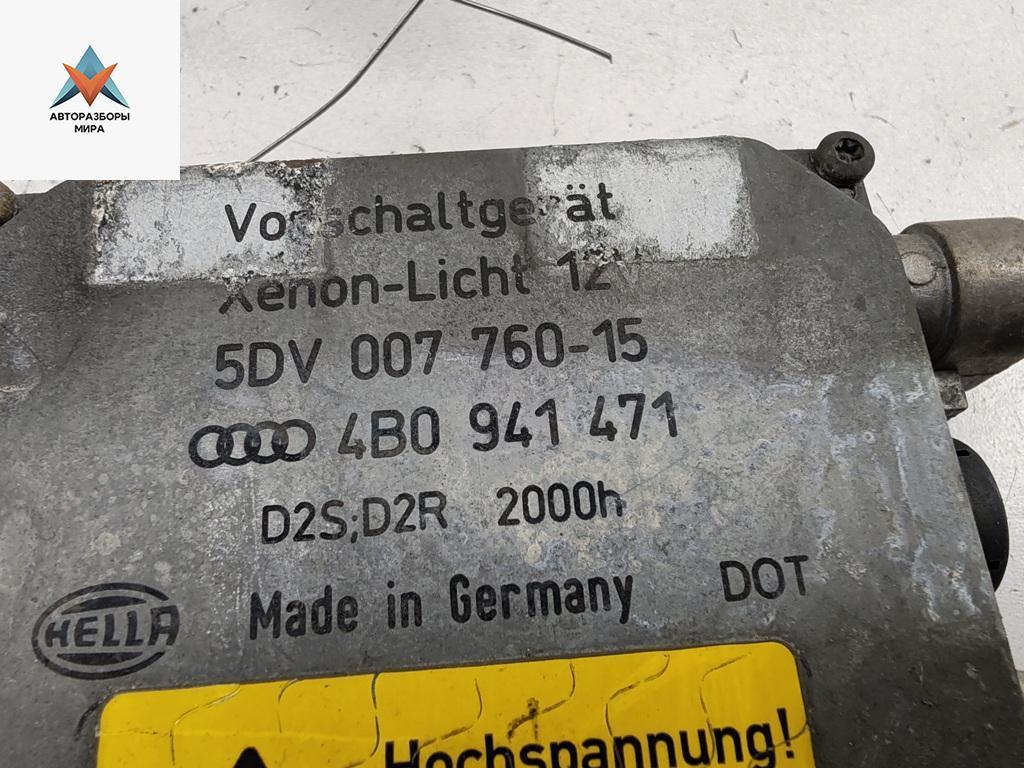 АВТОРАЗБОРЫ
МИРА
Vorschaltgerät
Xenon-Licht 12V
5DV 007 760-15
4B0 941 471
D2S;D2R 2000h
HELLA Made in Germany DOT
Hochspannung!